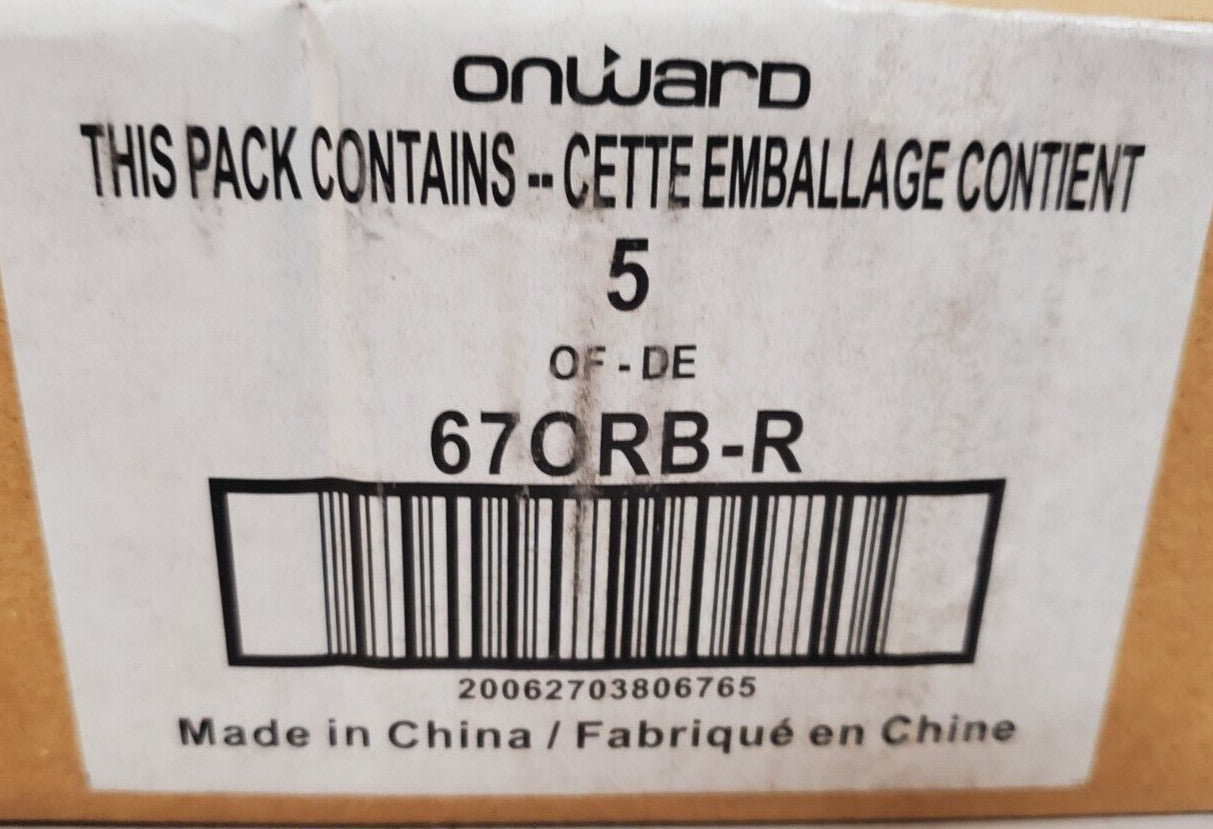 onward
THIS PACK CONTAINS -- CETTE EMBALLAGE CONTIENT
5
OF - DE
67ORB-R
20062703806765
Made in China / Fabriqué en Chine